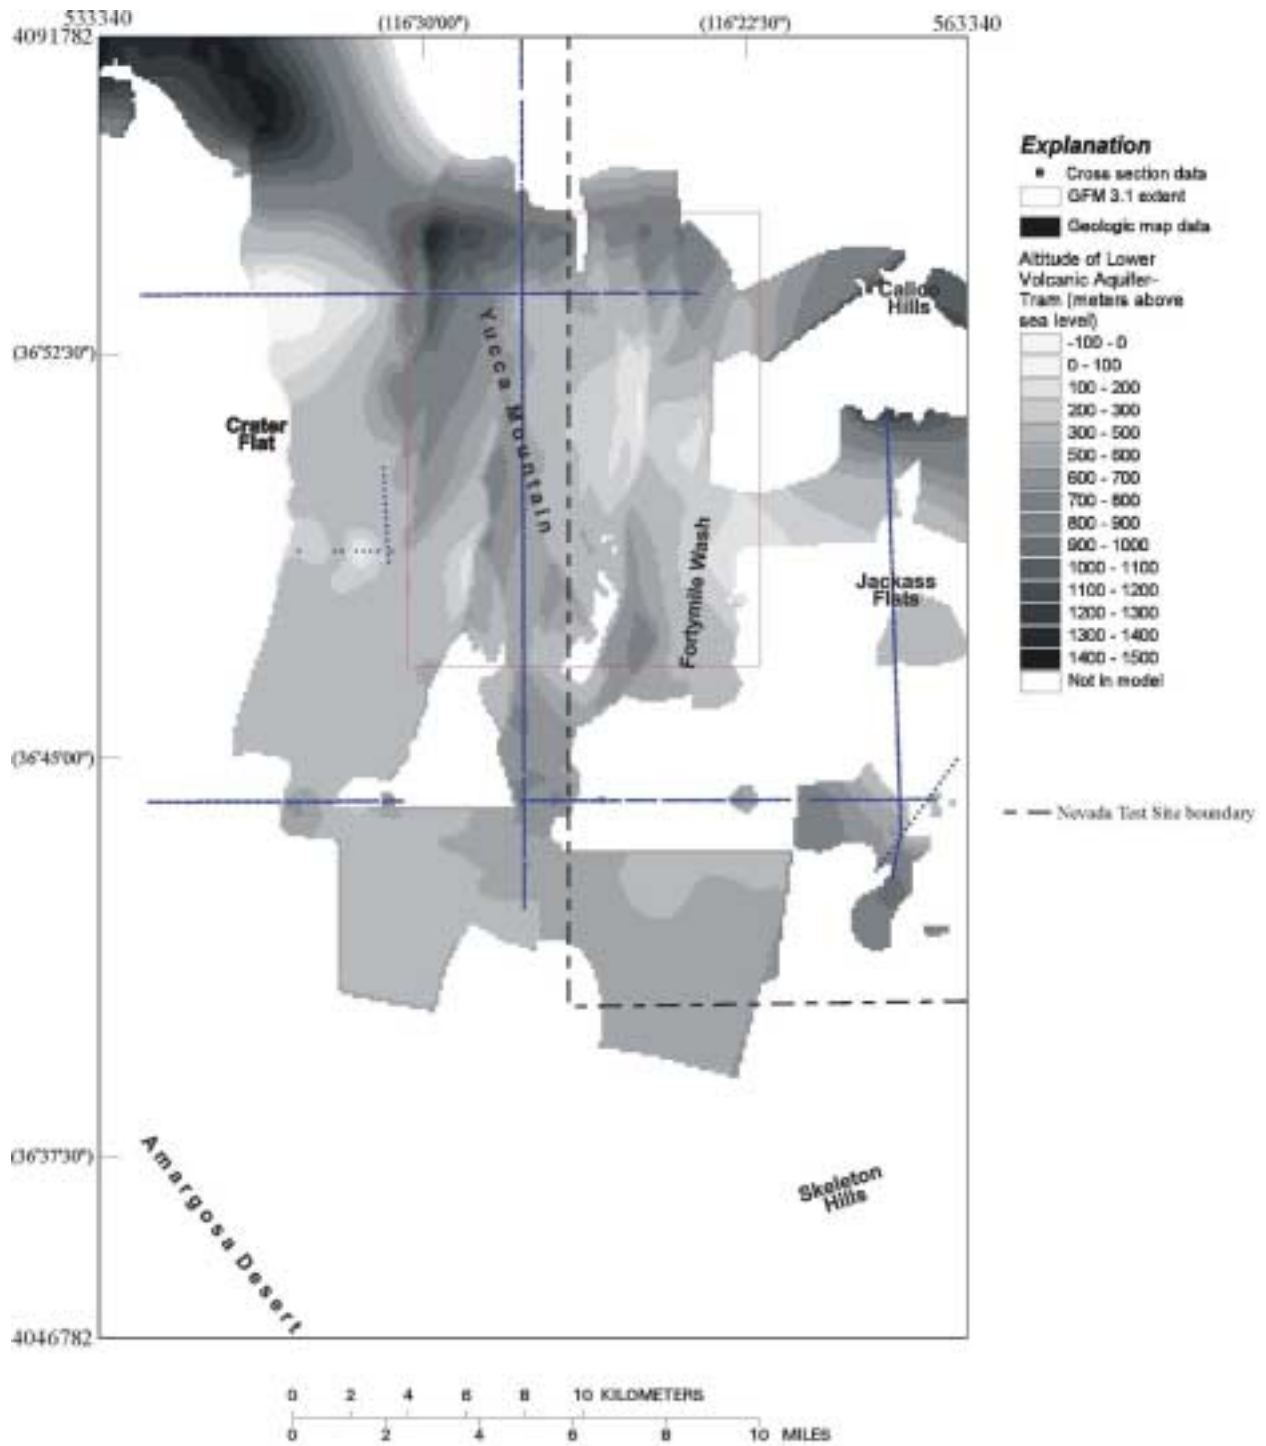 533340
(116°30'00")
(116°22'30")
563340
4091782
Explanation
Cross section data
GFM 3.1 extent
Geologic map data
Altitude of Lower
Volcanic Aquifer-
Tram (meters above
sea level)
-100 - 0
0 - 100
100 - 200
200 - 300
300 - 500
500 - 600
600 - 700
700 - 800
800 - 900
900 - 1000
1000 - 1100
1100 - 1200
1200 - 1300
1300 - 1400
1400 - 1500
Not in model
Calico
Hills
(36°52'30")
Yucca Mountain
Crater
Flat
Fortymile Wash
Jackass
Flats
(36°45'00")
Nevada Test Site boundary
(36°37'30")
Amargosa Desert
Skeleton
Hills
4046782
0 2 4 6 8 10 KILOMETERS
0 2 4 6 8 10 MILES